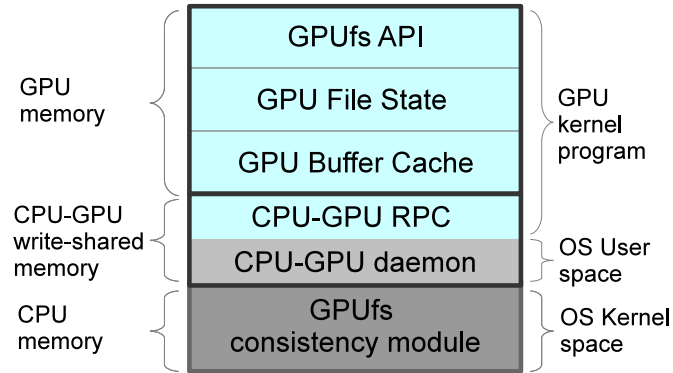 GPUfs API
GPU File State
GPU Buffer Cache
CPU-GPU RPC
CPU-GPU daemon
GPUfs
consistency module
GPU
memory
CPU-GPU
write-shared
memory
CPU
memory
GPU
kernel
program
OS User
space
OS Kernel
space